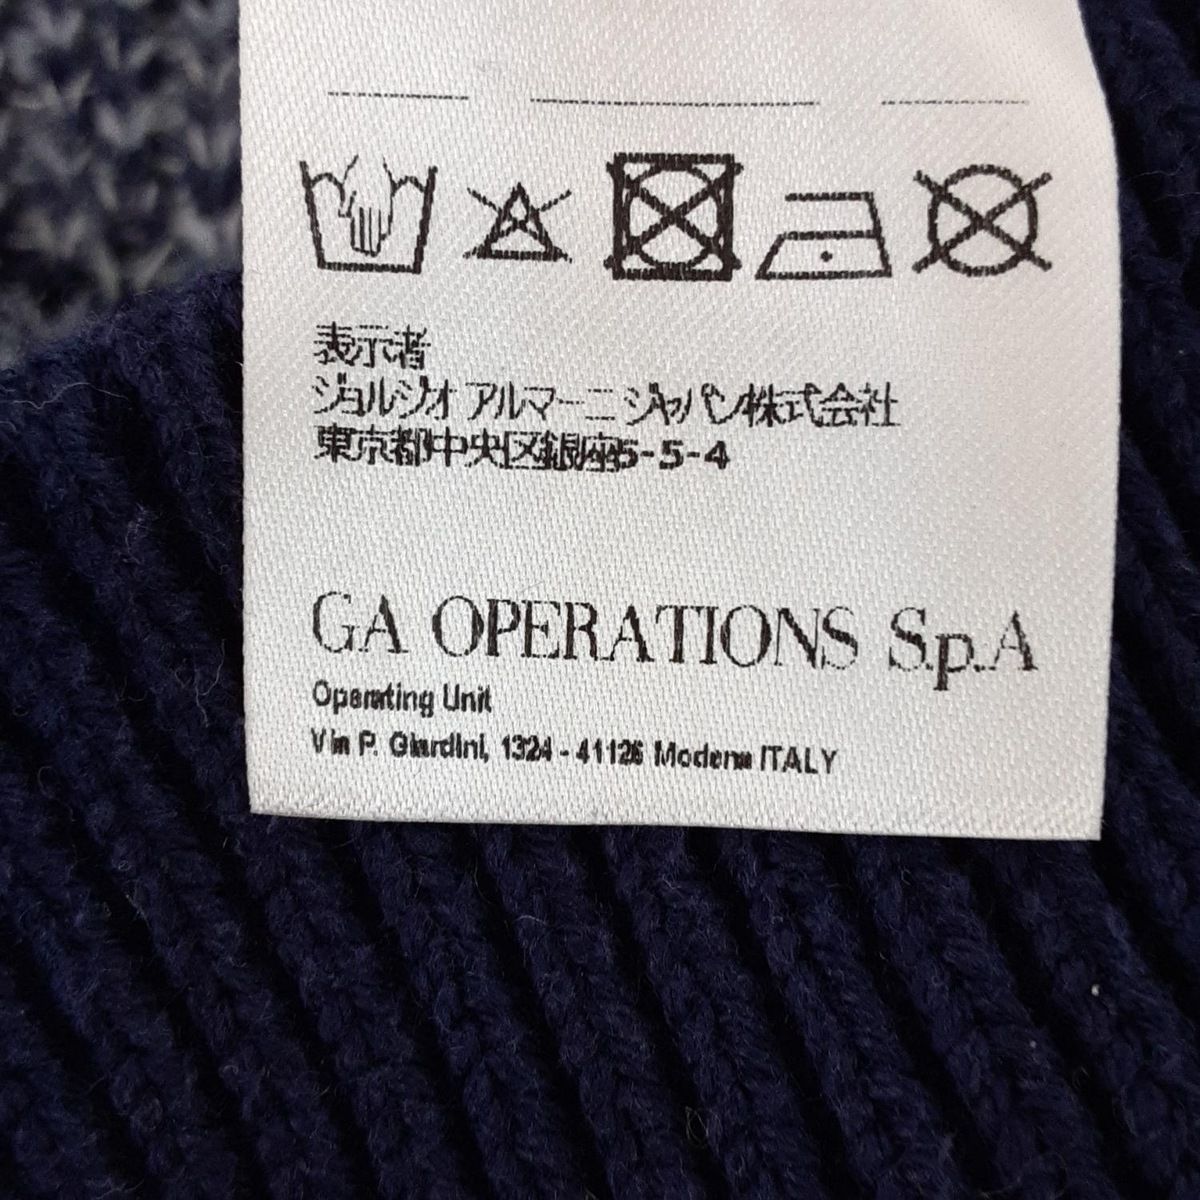 表示者
ジョルジオ アルマーニ ジャパン株式会社
東京都中央区銀座5-5-4
GA OPERATIONS S.p.A
Operating Unit
Via P. Giardini, 1324 - 41126 Modena ITALY